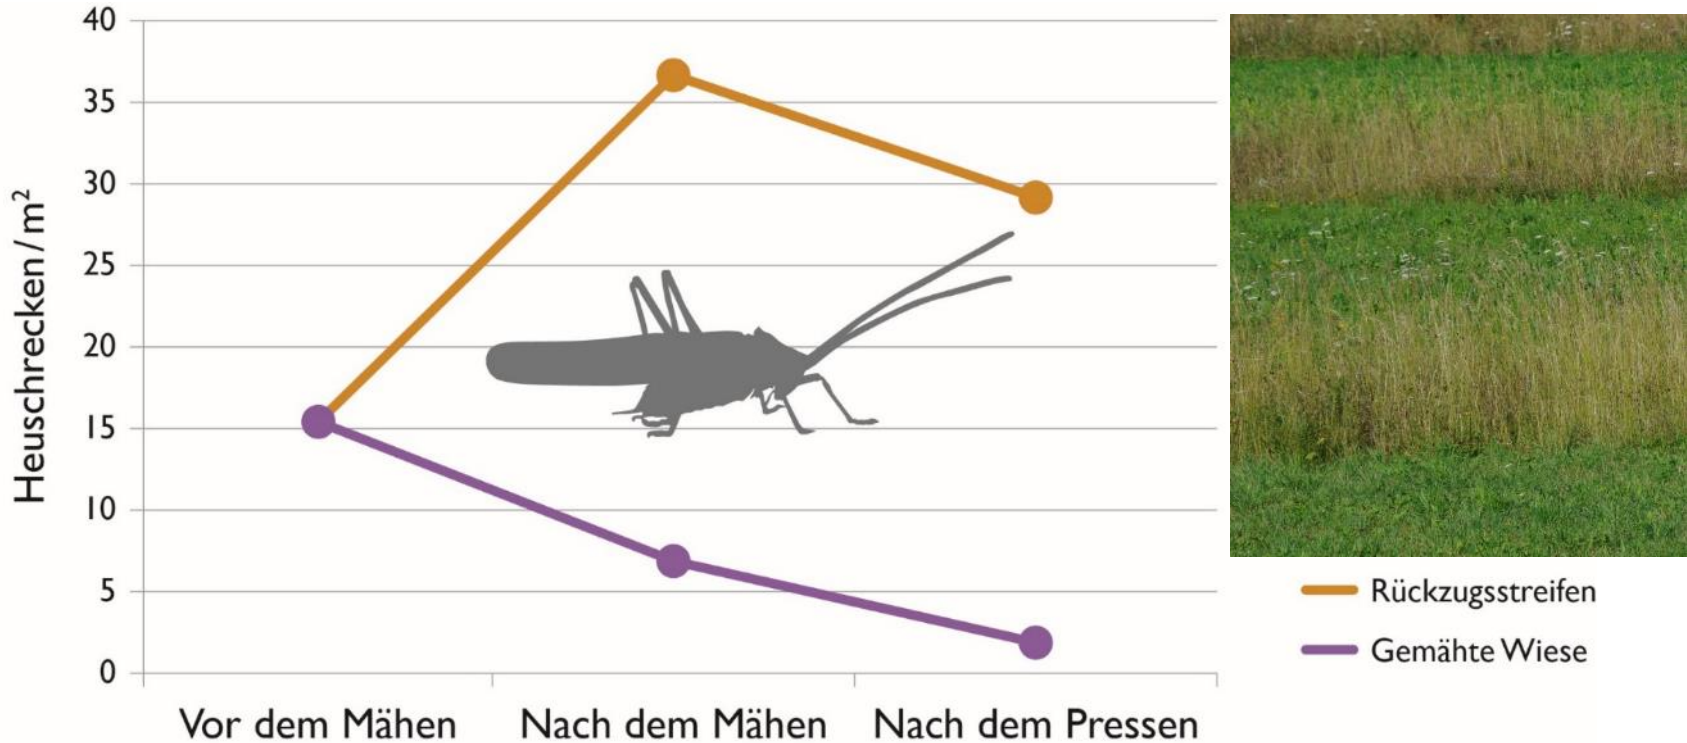 40
35
30
25
20
15
10
5
0
Heuschrecken/m²
Vor dem Mähen
Nach dem Mähen
Nach dem Pressen
Rückzugsstreifen
Gemähte Wiese